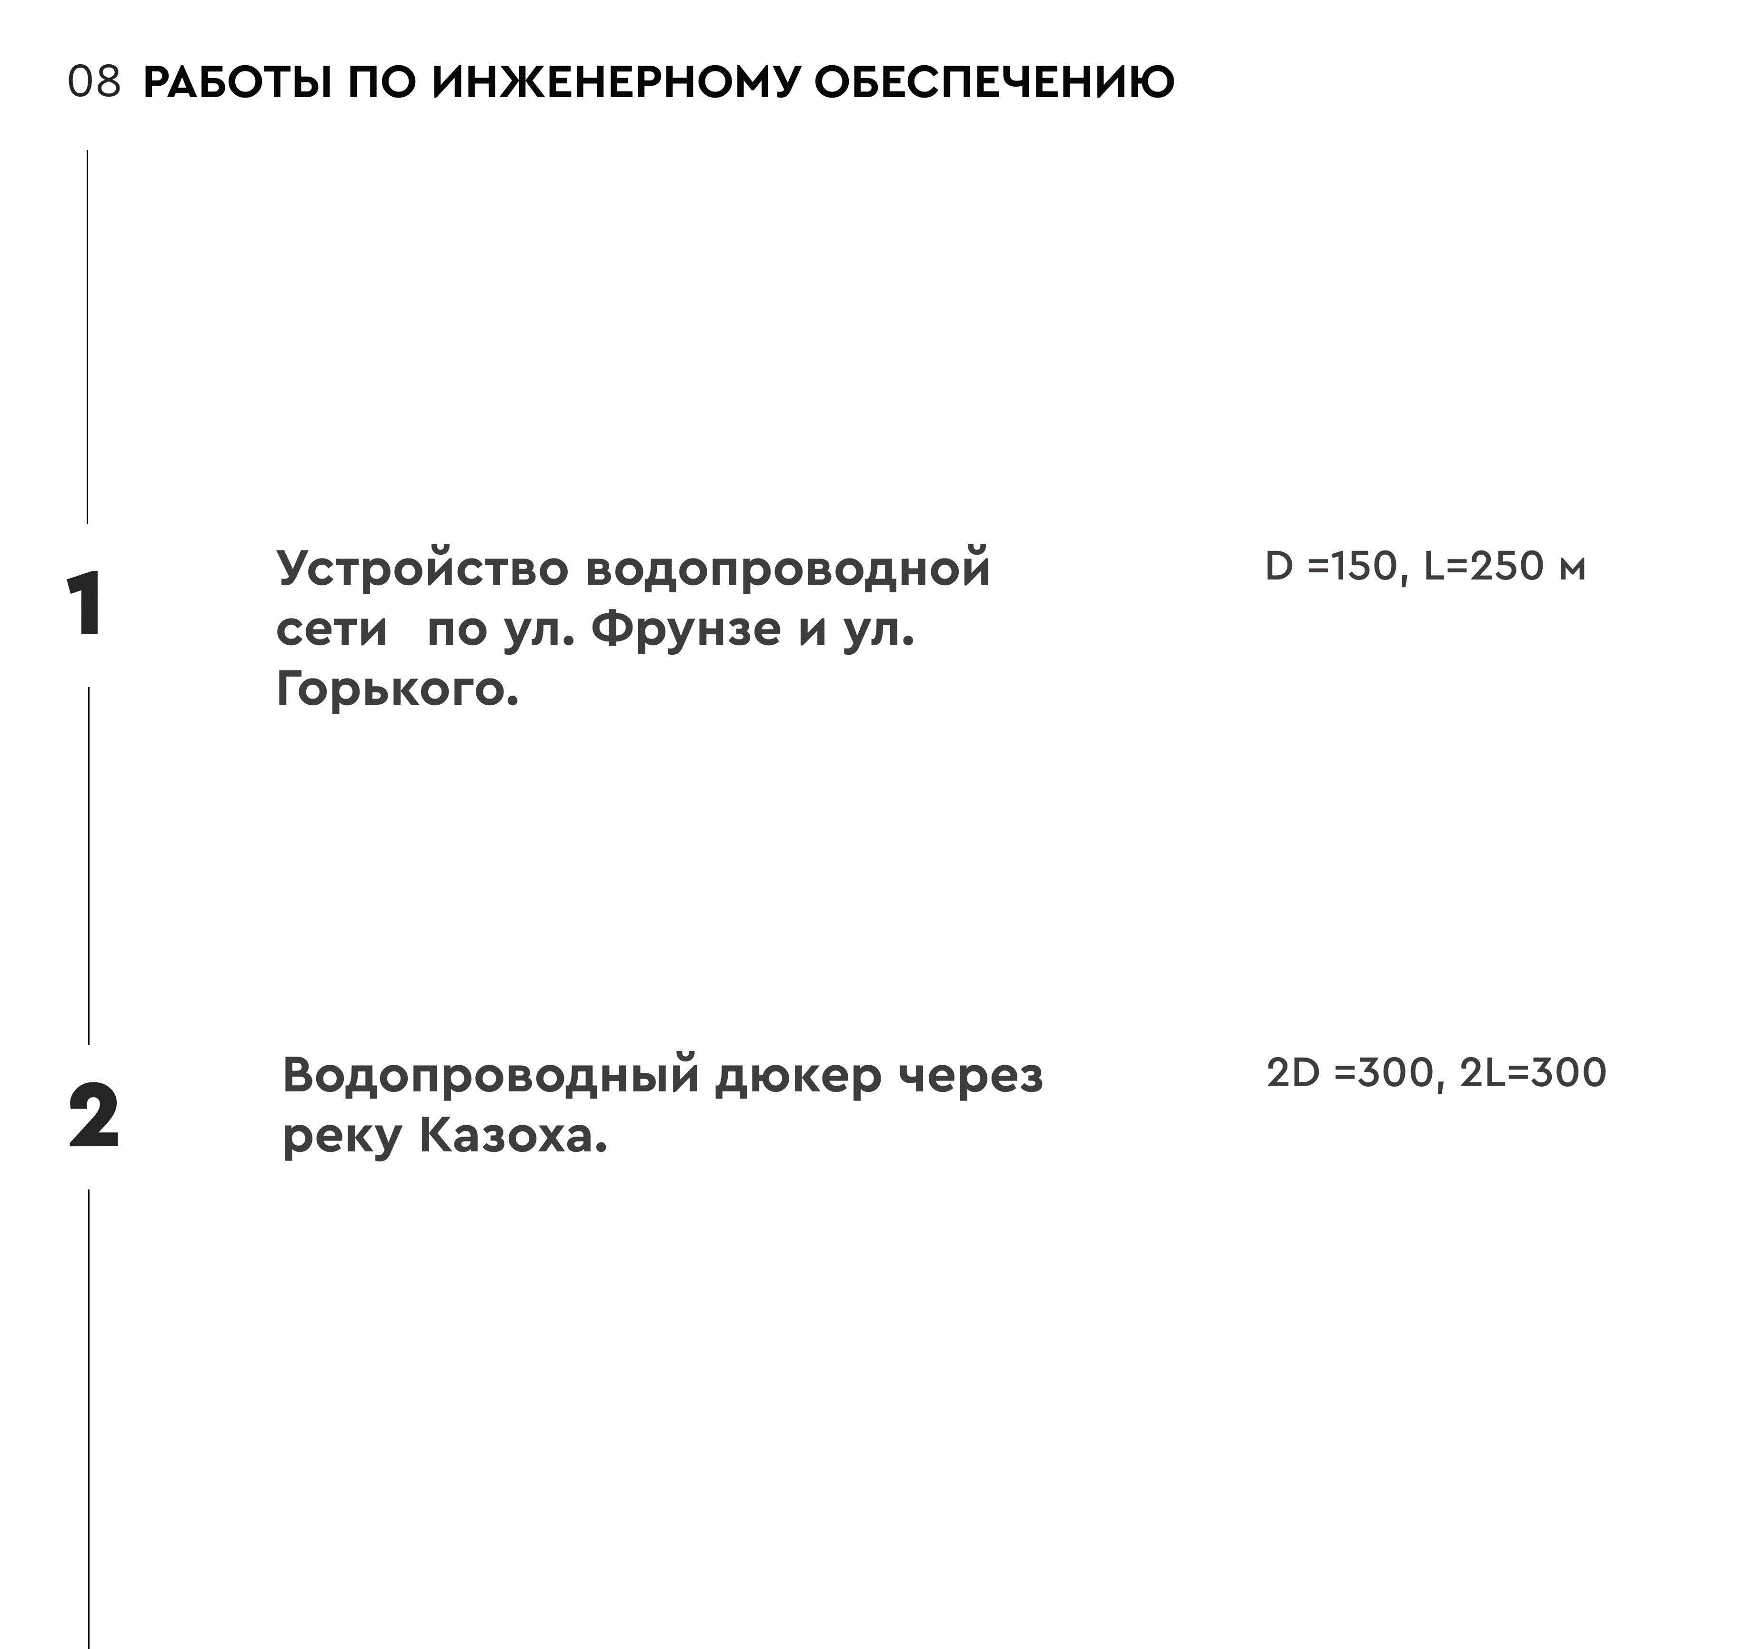 08 РАБОТЫ ПО ИНЖЕНЕРНОМУ ОБЕСПЕЧЕНИЮ
1
Устройство водопроводной
сети по ул. Фрунзе и ул.
Горького.
D =150, L=250 м
2
Водопроводный дюкер через
реку Казоха.
2D =300, 2L=300